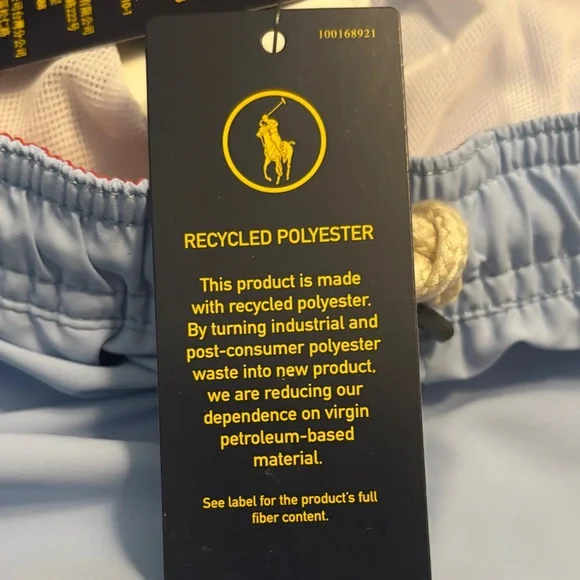 100168921
RECYCLED POLYESTER
This product is made
with recycled polyester.
By turning industrial and
post-consumer polyester
waste into new product,
we are reducing our
dependence on virgin
petroleum-based
material.
See label for the product's full
fiber content.